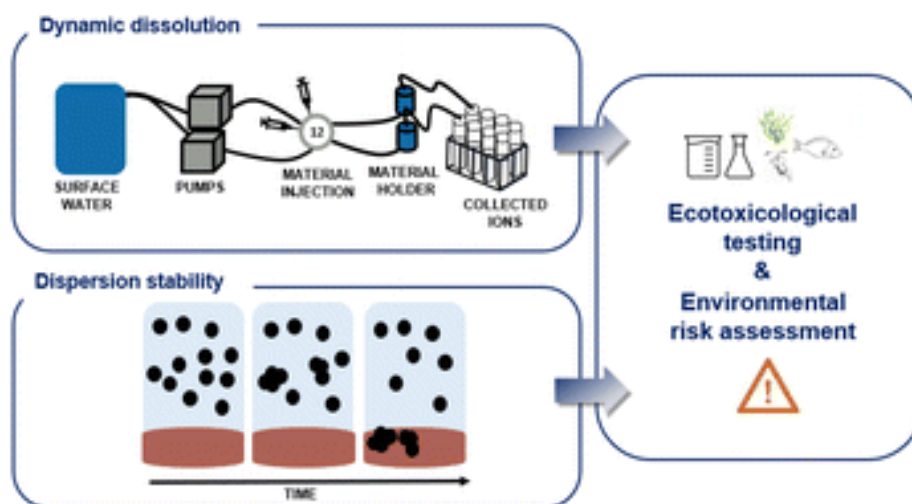 Dynamic dissolution
SURFACE
WATER
PUMPS
12
MATERIAL
INJECTION
MATERIAL
HOLDER
COLLECTED
IONS
Dispersion stability
TIME
Ecotoxicological
testing
&
Environmental
risk assessment
!